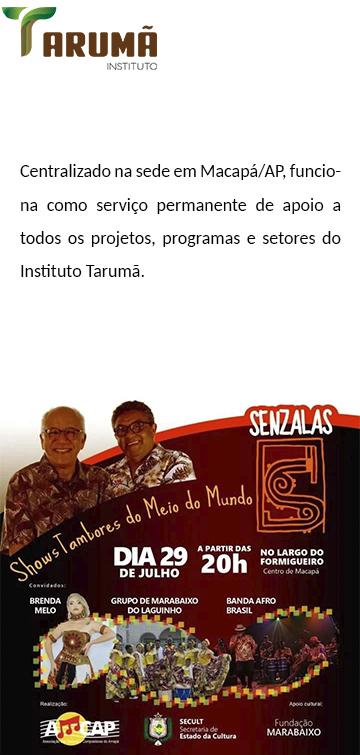 TARUMÃ
INSTITUTO
Centralizado na sede em Macapá/AP, funcio-
na como serviço permanente de apoio a
todos os projetos, programas e setores do
Instituto Tarumã.
SENZALAS
Shows Tambores do Meio do Mundo
DIA 29
DE JULHO
A PARTIR DAS
20h
NO LARGO DO
FORMIGUEIRO
Centro de Macapá
Convidados:
BRENDA
MELO
GRUPO DE MARABAIXO
DO LAGUINHO
BANDA AFRO
BRASIL
Realização:
Apoio cultural:
SECULT
Secretaria de
Estado da Cultura
Fundação
MARABAIXO